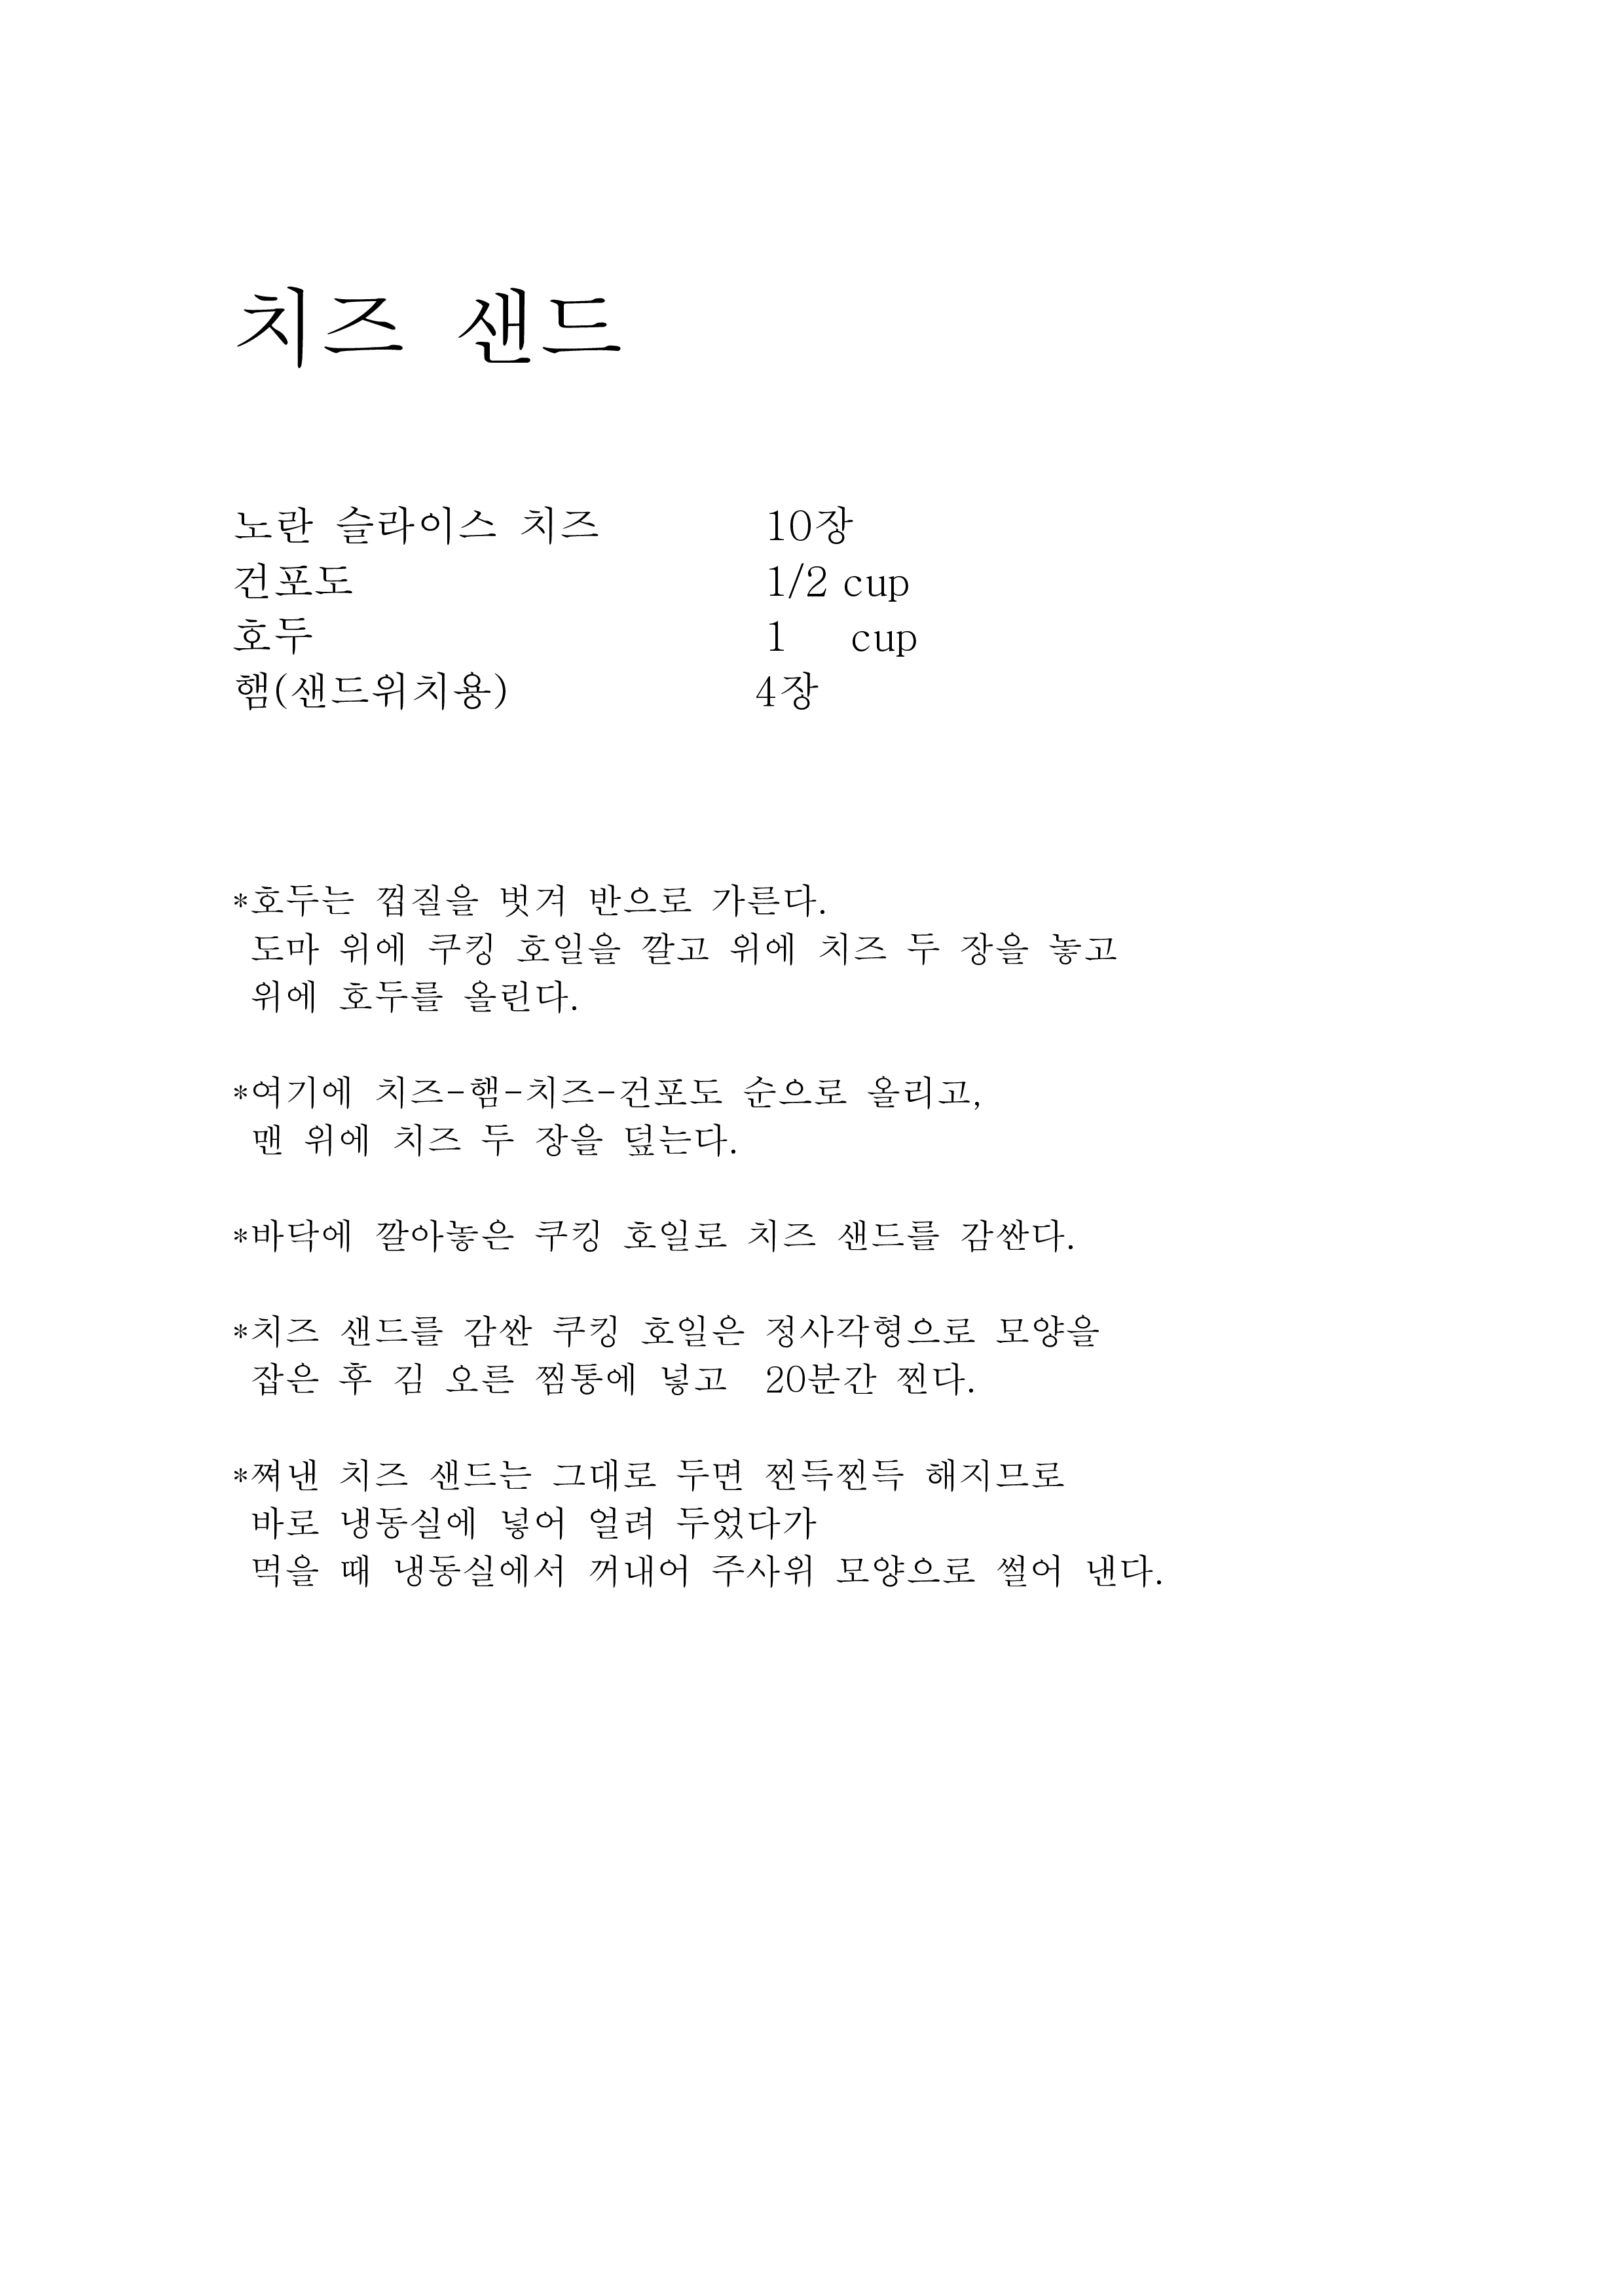 치즈 샌드
노란 슬라이스 치즈 10장
건포도 1/2 cup
호두 1 cup
햄(샌드위치용) 4장
*호두는 껍질을 벗겨 반으로 가른다.
도마 위에 쿠킹 호일을 깔고 위에 치즈 두 장을 놓고
위에 호두를 올린다.
*여기에 치즈-햄-치즈-건포도 순으로 올리고,
맨 위에 치즈 두 장을 덮는다.
*바닥에 깔아놓은 쿠킹 호일로 치즈 샌드를 감싼다.
*치즈 샌드를 감싼 쿠킹 호일은 정사각형으로 모양을
잡은 후 김 오른 찜통에 넣고 20분간 찐다.
*쪄낸 치즈 샌드는 그대로 두면 찐득찐득 해지므로
바로 냉동실에 넣어 얼려 두었다가
먹을 때 냉동실에서 꺼내어 주사위 모양으로 썰어 낸다.